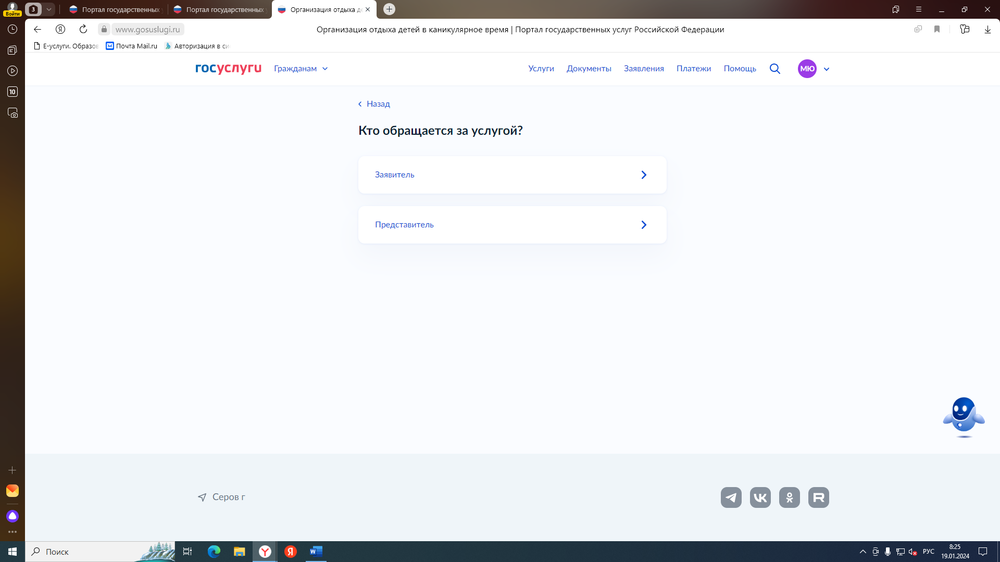 3
Портал государственных
Портал государственных
Организация отдыха
Войти
www.gosuslugi.ru
Организация отдыха детей в каникулярное время | Портал государственных услуг Российской Федерации
Е-услуги. Образов
Почта Mail.ru
Авторизация в
10
госуслуги
Гражданам
Услуги
Документы
Заявления
Платежи
Помощь
МЮ
Назад
Кто обращается за услугой?
Заявитель
Представитель
Серов г
Поиск
РУС
8:25
19.01.2024